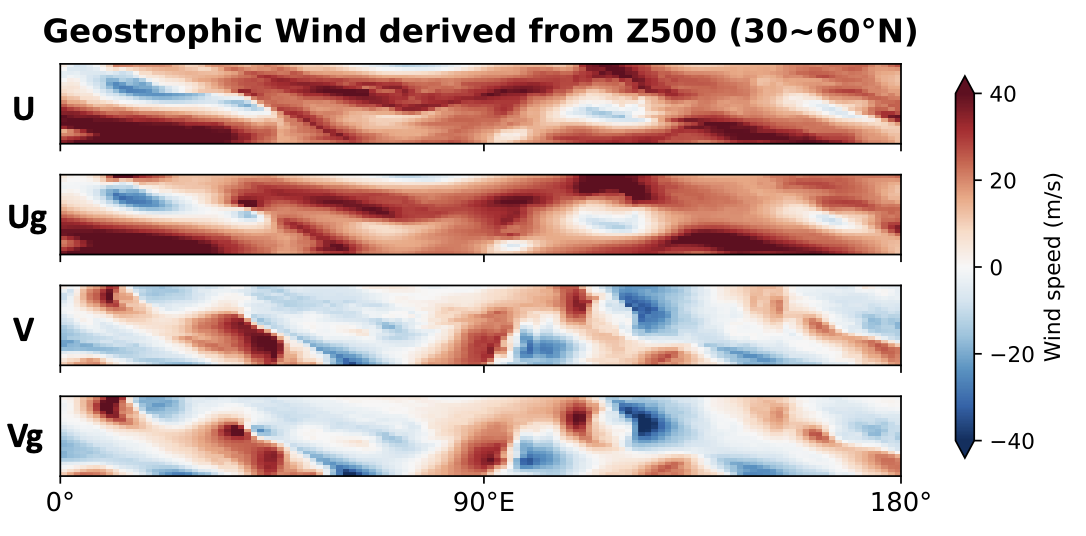 Geostrophic Wind derived from Z500 (30~60°N)
U
Ug
V
Vg
0°
90°E
180°
40
20
0
−20
−40
Wind speed (m/s)